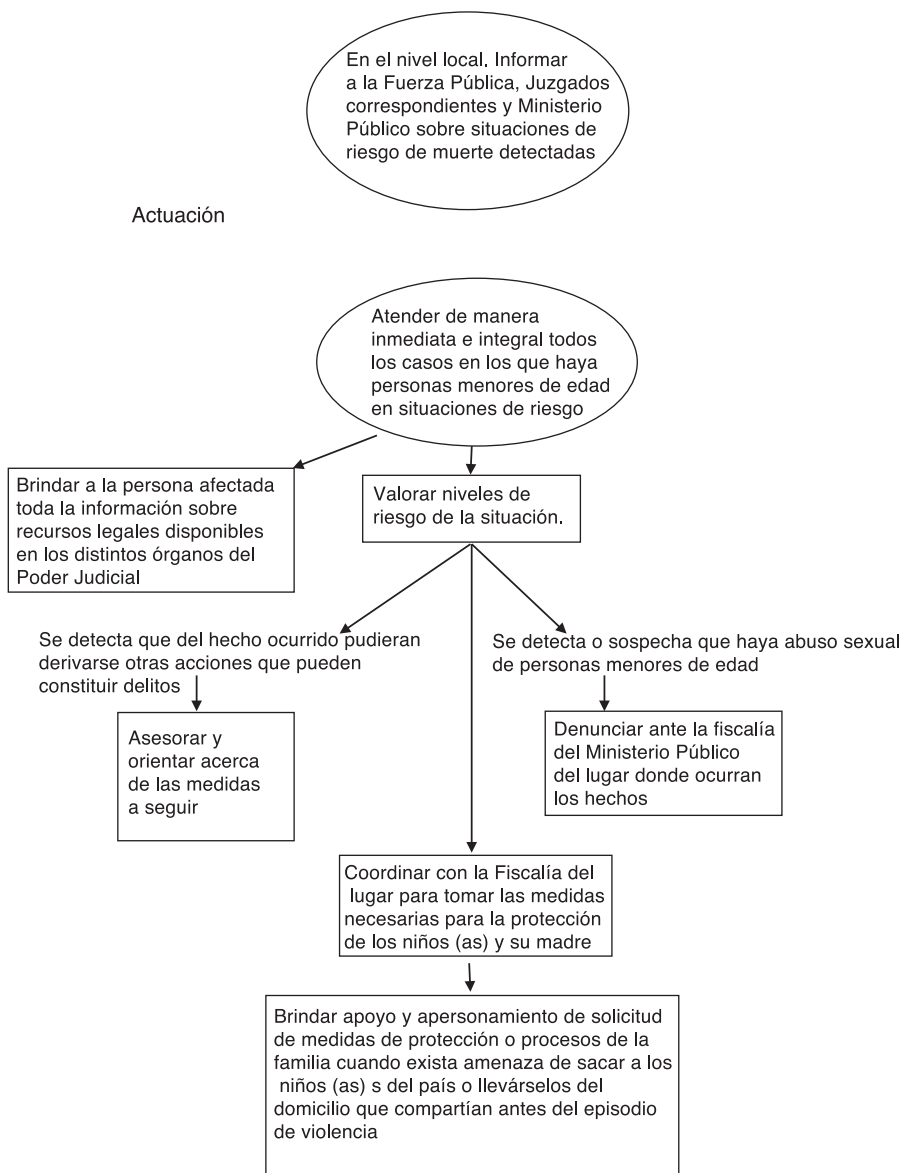 En el nivel local. Informar
a la Fuerza Pública, Juzgados
correspondientes y Ministerio
Público sobre situaciones de
riesgo de muerte detectadas
Actuación
Atender de manera
inmediata e integral todos
los casos en los que haya
personas menores de edad
en situaciones de riesgo
Brindar a la persona afectada
toda la información sobre
recursos legales disponibles
en los distintos órganos del
Poder Judicial
Valorar niveles de
riesgo de la situación.
Se detecta que del hecho ocurrido pudieran
derivarse otras acciones que pueden
constituir delitos
Se detecta o sospecha que haya abuso sexual
de personas menores de edad
Asesorar y
orientar acerca
de las medidas
a seguir
Denunciar ante la fiscalía
del Ministerio Público
del lugar donde ocurran
los hechos
Coordinar con la Fiscalía del
lugar para tomar las medidas
necesarias para la protección
de los niños (as) y su madre
Brindar apoyo y apersonamiento de solicitud
de medidas de protección o procesos de la
familia cuando exista amenaza de sacar a los
niños (as) s del país o llevárselos del
domicilio que compartían antes del episodio
de violencia